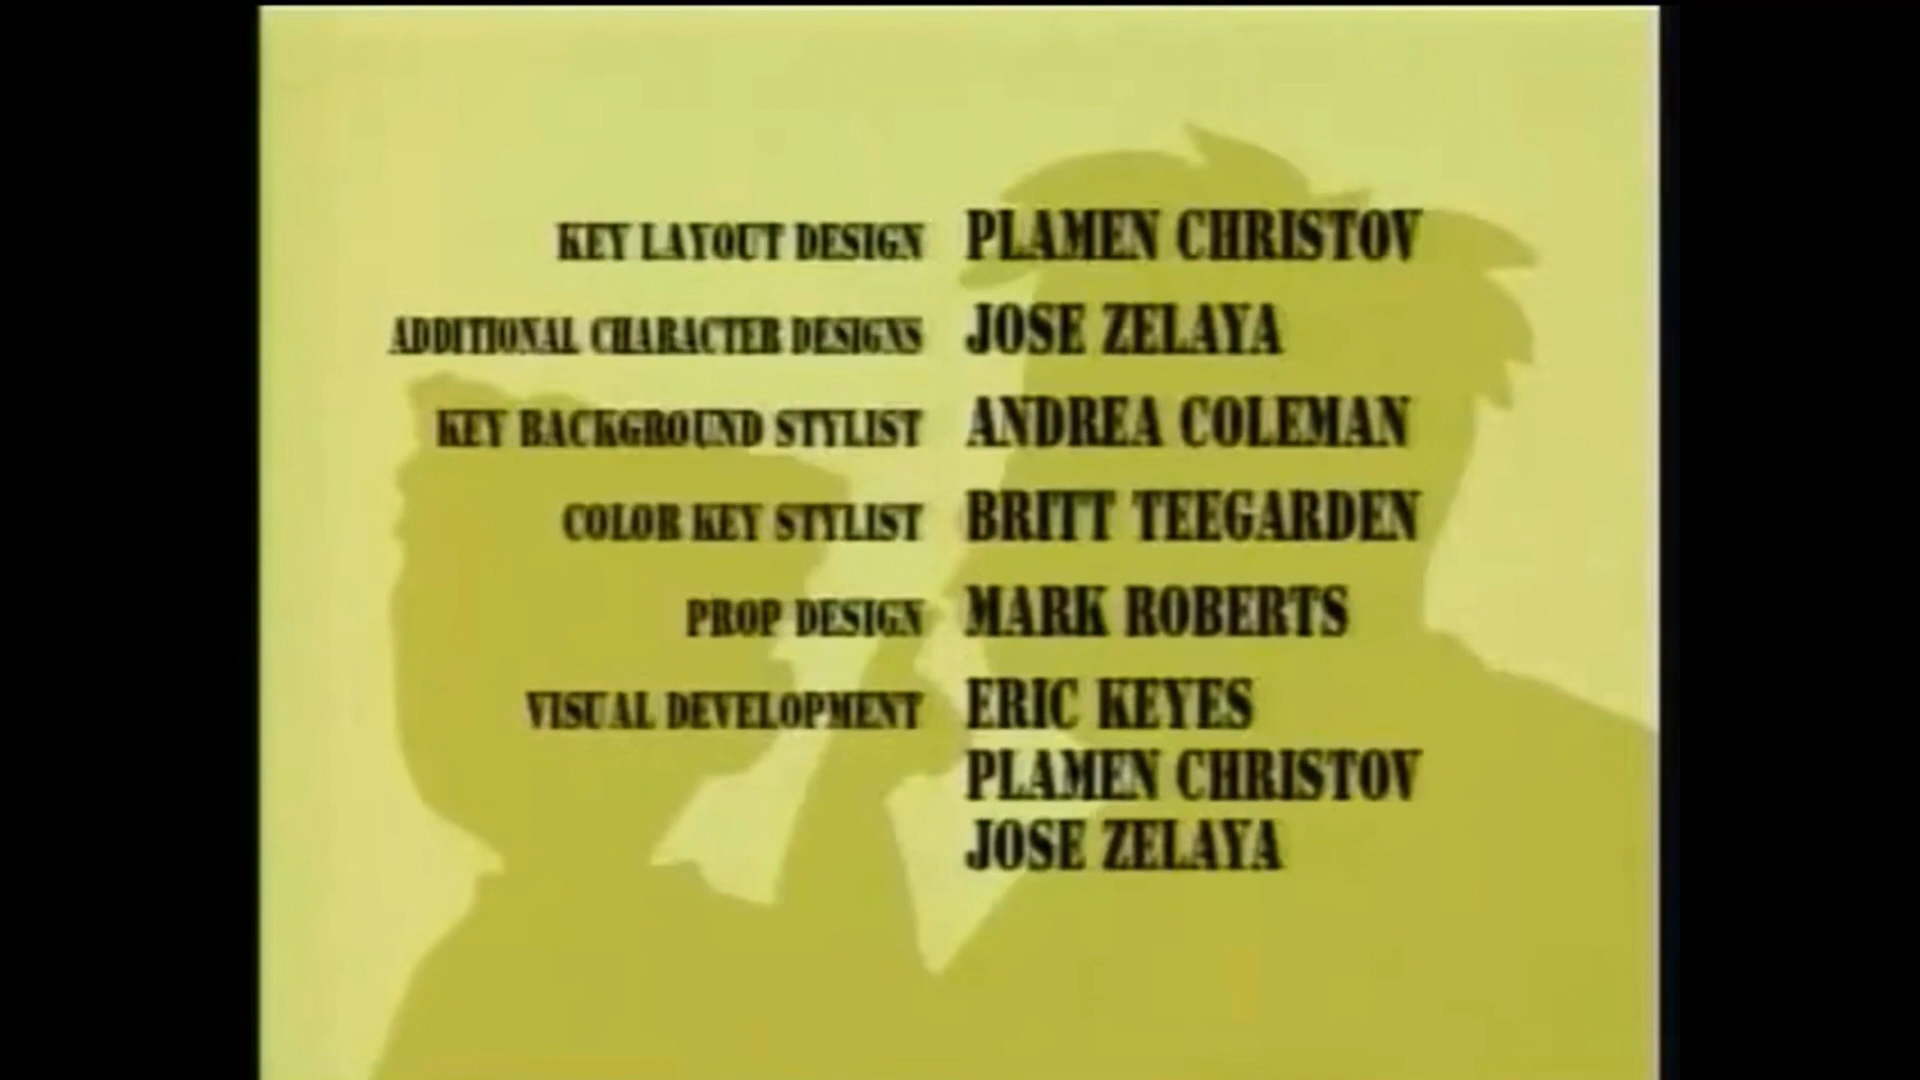 KEY LAYOUT DESIGN PLAMEN CHRISTOV
ADDITIONAL CHARACTER DESIGNS JOSE ZELAYA
KEY BACKGROUND STYLIST ANDREA COLEMAN
COLOR KEY STYLIST BRITT TEEGARDEN
PROP DESIGN MARK ROBERTS
VISUAL DEVELOPMENT ERIC KEYES
PLAMEN CHRISTOV
JOSE ZELAYA